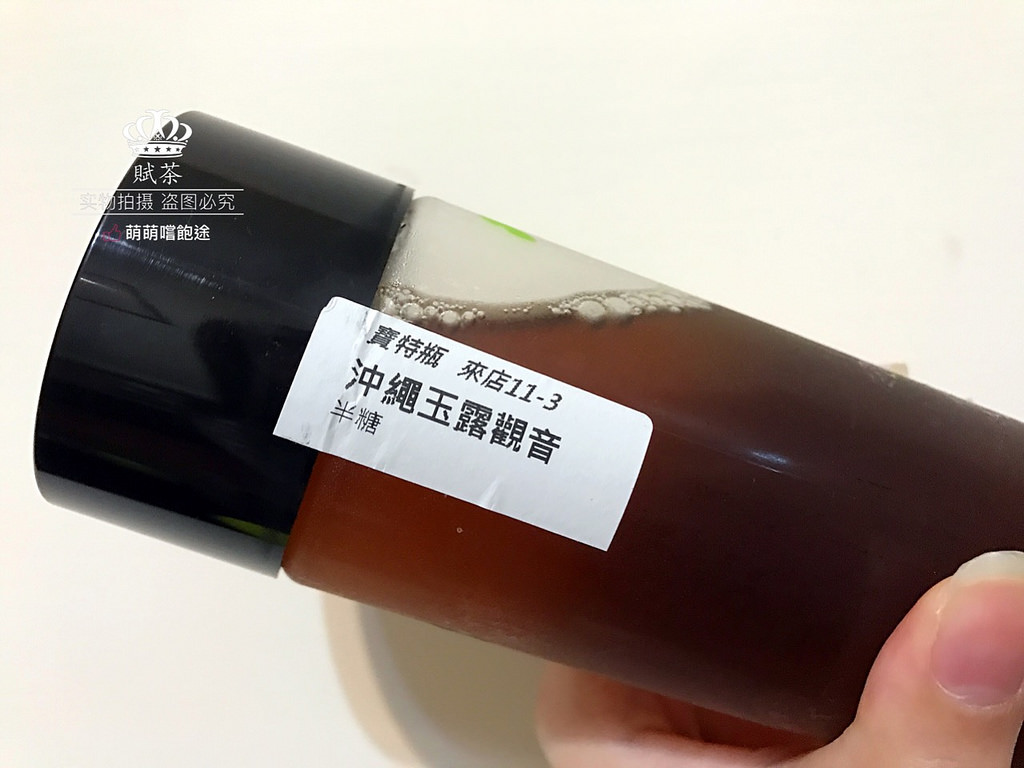 賦茶
实物拍摄 盗图必究
萌萌嚐飽途
寶特瓶 來店11-3
沖繩玉露觀音
半糖